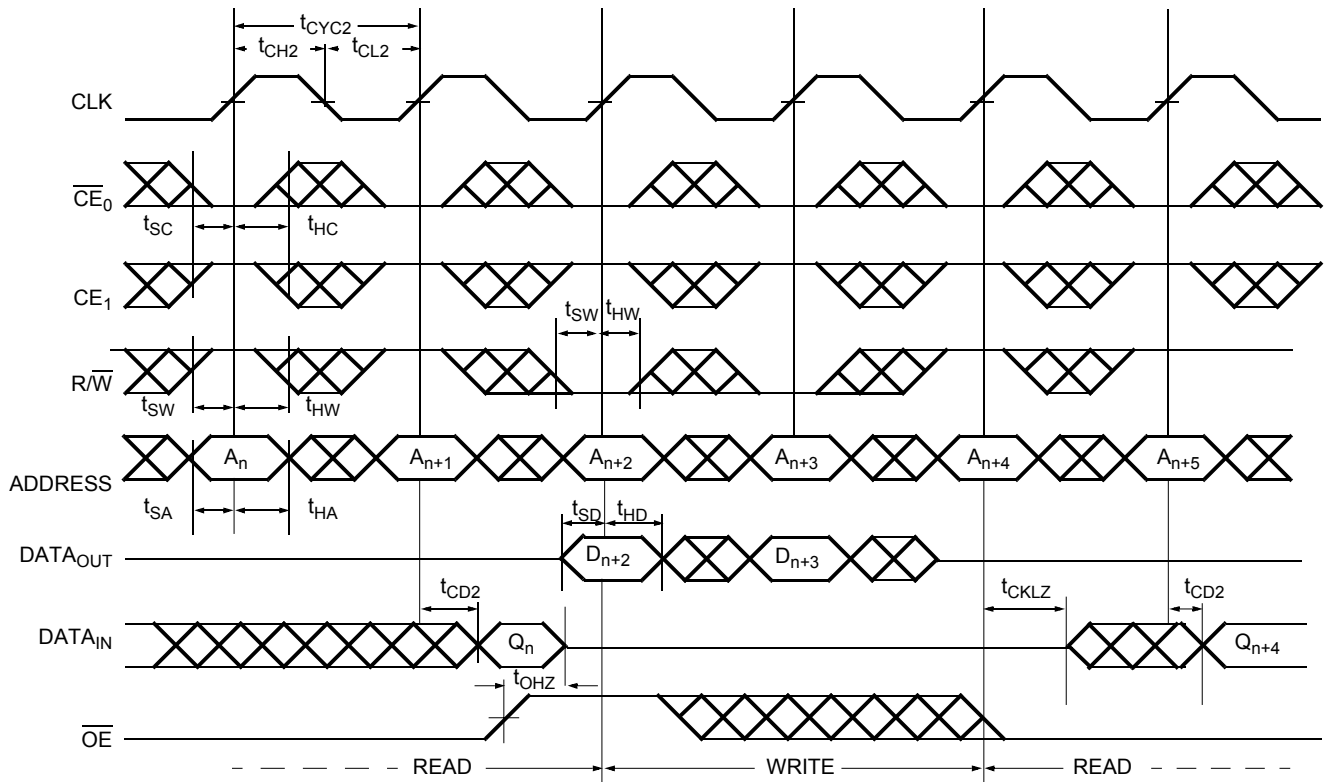 tCYC2
tCH2 tCL2
CLK
CE0
tSC tHC
CE1
tSW tHW
R/W
tSW tHW
An An+1 An+2 An+3 An+4 An+5
ADDRESS
tSA tHA tSD tHD
DATAOUT Dn+2 Dn+3
tCD2 tCKLZ tCD2
DATAIN Qn Qn+4
tOHZ
OE
READ WRITE READ